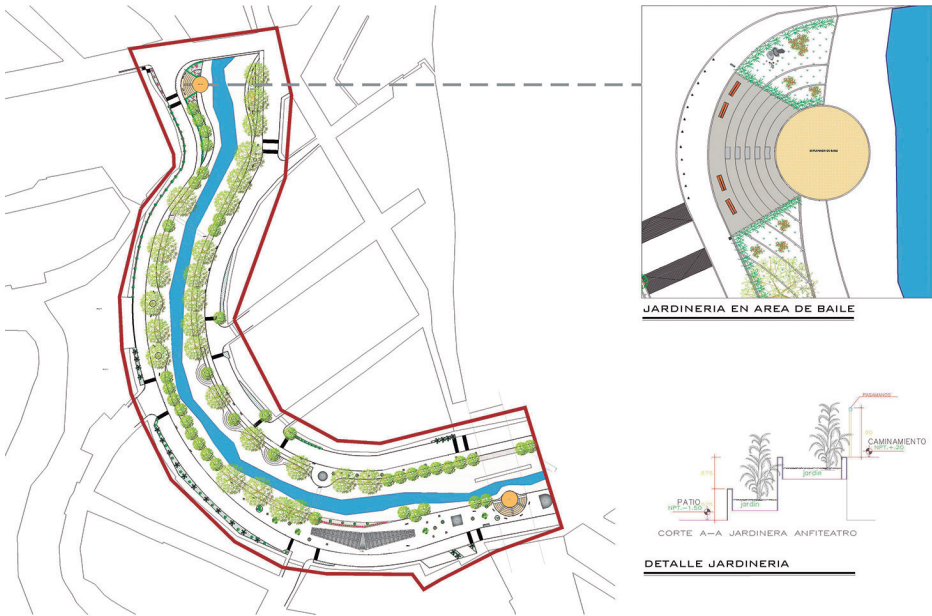 JARDINERIA EN AREA DE BAILE
PASAMANOS
CAMINAMIENTO
NPT.+.20
jardin
jardin
PATIO
NPT.-1.50
CORTE A-A JARDINERA ANFITEATRO
DETALLE JARDINERIA